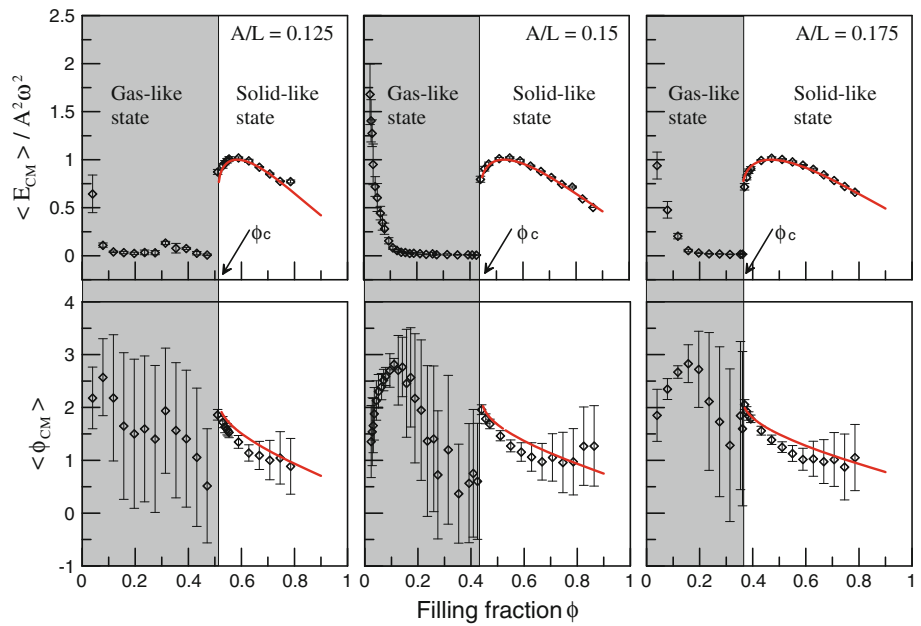 A/L = 0.125
A/L = 0.15
A/L = 0.175
Gas-like state
Solid-like state
Gas-like state
Solid-like state
Gas-like state
Solid-like state
< E_CM > / A²ω²
2.5
2
1.5
1
0.5
0
ϕc
ϕc
ϕc
< ϕ_CM >
4
3
2
1
0
-1
0 0.2 0.4 0.6 0.8 1
0 0.2 0.4 0.6 0.8 1
0 0.2 0.4 0.6 0.8 1
Filling fraction ϕ